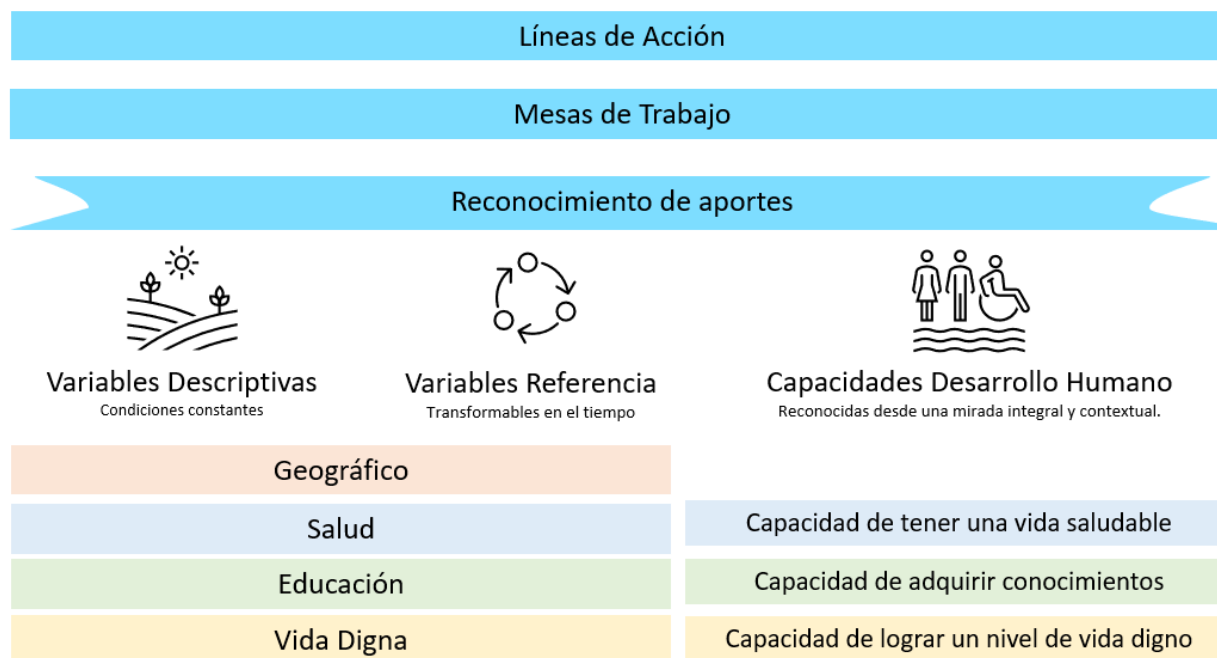 Líneas de Acción
Mesas de Trabajo
Reconocimiento de aportes
Variables Descriptivas
Condiciones constantes
Variables Referencia
Transformables en el tiempo
Capacidades Desarrollo Humano
Reconocidas desde una mirada integral y contextual.
Geográfico
Salud
Capacidad de tener una vida saludable
Educación
Capacidad de adquirir conocimientos
Vida Digna
Capacidad de lograr un nivel de vida digno